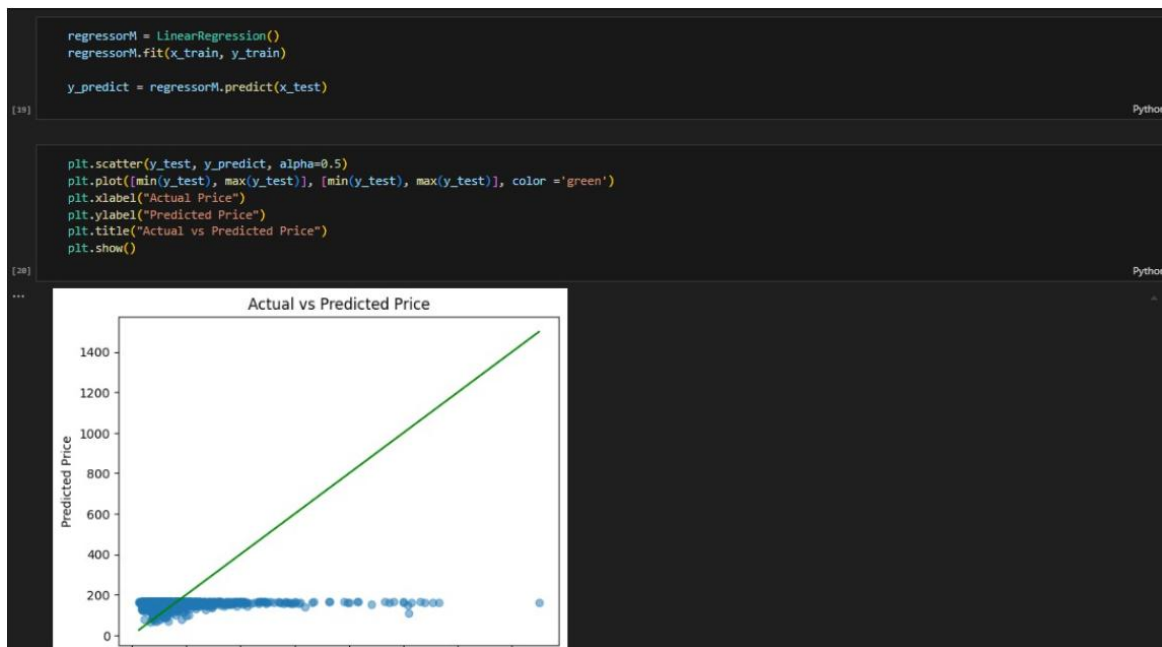 regressorM = LinearRegression()
regressorM.fit(x_train, y_train)
y_predict = regressorM.predict(x_test)
[19]
Python
plt.scatter(y_test, y_predict, alpha=0.5)
plt.plot([min(y_test), max(y_test)], [min(y_test), max(y_test)], color ='green')
plt.xlabel("Actual Price")
plt.ylabel("Predicted Price")
plt.title("Actual vs Predicted Price")
plt.show()
[20]
Python
...
Actual vs Predicted Price
1400
1200
1000
800
600
400
200
0
Predicted Price